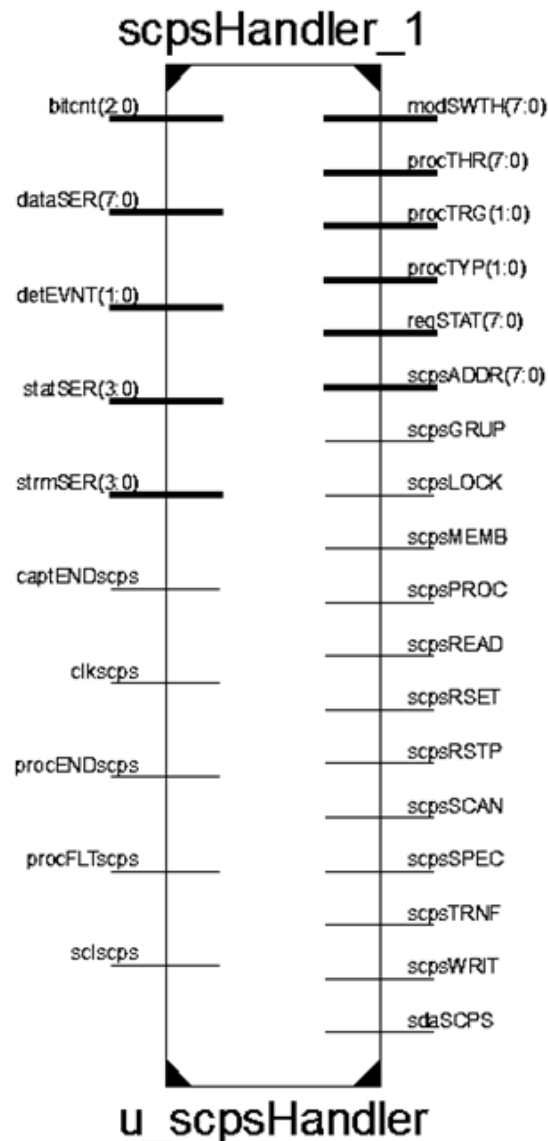 scpsHandler_1
bitcnt(2:0)
dataSER(7:0)
detEVNT(1:0)
statSER(3:0)
strmSER(3:0)
captENDscps
clkscps
procENDscps
procFLTscps
sclscps
modSWTH(7:0)
procTHR(7:0)
procTRG(1:0)
procTYP(1:0)
reqSTAT(7:0)
scpsADDR(7:0)
scpsGRUP
scpsLOCK
scpsMEMB
scpsPROC
scpsREAD
scpsRSET
scpsRSTP
scpsSCAN
scpsSPEC
scpsTRNF
scpsWRIT
sdaSCPS
u_scpsHandler